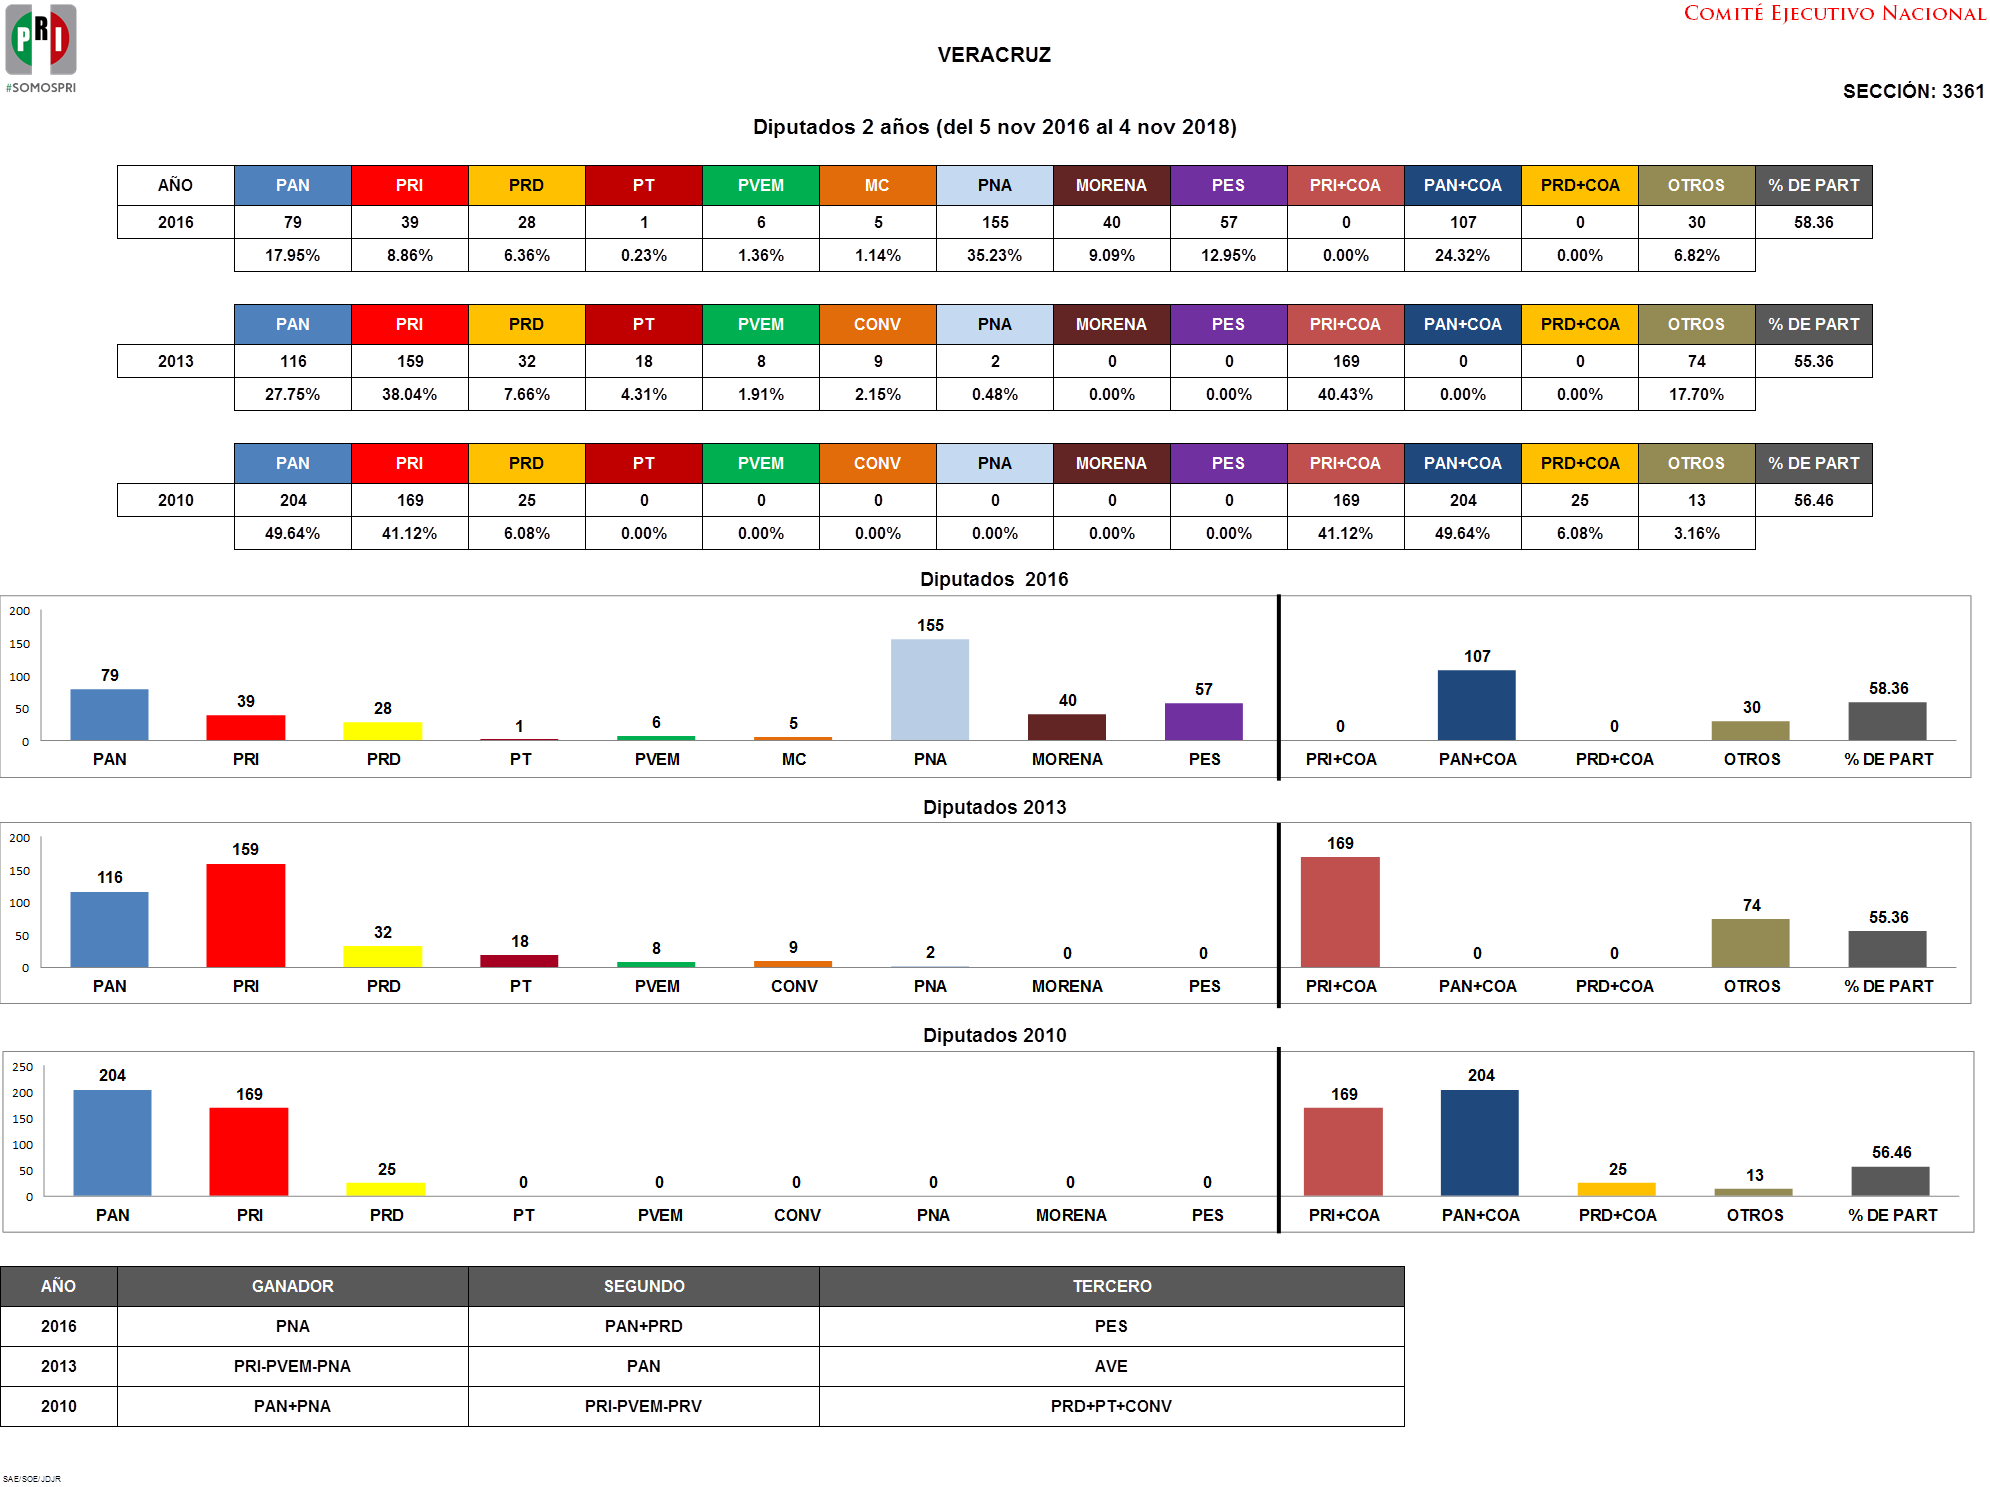 COMITÉ EJECUTIVO NACIONAL
PRI
#SOMOSPRI
VERACRUZ
SECCIÓN: 3361
Diputados 2 años (del 5 nov 2016 al 4 nov 2018)
AÑO PAN PRI PRD PT PVEM MC PNA MORENA PES PRI+COA PAN+COA PRD+COA OTROS % DE PART
2016 79 39 28 1 6 5 155 40 57 0 107 0 30 58.36
17.95% 8.86% 6.36% 0.23% 1.36% 1.14% 35.23% 9.09% 12.95% 0.00% 24.32% 0.00% 6.82%
PAN PRI PRD PT PVEM CONV PNA MORENA PES PRI+COA PAN+COA PRD+COA OTROS % DE PART
2013 116 159 32 18 8 9 2 0 0 169 0 0 74 55.36
27.75% 38.04% 7.66% 4.31% 1.91% 2.15% 0.48% 0.00% 0.00% 40.43% 0.00% 0.00% 17.70%
PAN PRI PRD PT PVEM CONV PNA MORENA PES PRI+COA PAN+COA PRD+COA OTROS % DE PART
2010 204 169 25 0 0 0 0 0 0 169 204 25 13 56.46
49.64% 41.12% 6.08% 0.00% 0.00% 0.00% 0.00% 0.00% 0.00% 41.12% 49.64% 6.08% 3.16%
Diputados 2016
200
150
100
50
0
79 39 28 1 6 5 155 40 57 0 107 0 30 58.36
PAN PRI PRD PT PVEM MC PNA MORENA PES PRI+COA PAN+COA PRD+COA OTROS % DE PART
Diputados 2013
200
150
100
50
0
116 159 32 18 8 9 2 0 0 169 0 0 74 55.36
PAN PRI PRD PT PVEM CONV PNA MORENA PES PRI+COA PAN+COA PRD+COA OTROS % DE PART
Diputados 2010
250
200
150
100
50
0
204 169 25 0 0 0 0 0 0 169 204 25 13 56.46
PAN PRI PRD PT PVEM CONV PNA MORENA PES PRI+COA PAN+COA PRD+COA OTROS % DE PART
AÑO GANADOR SEGUNDO TERCERO
2016 PNA PAN+PRD PES
2013 PRI-PVEM-PNA PAN AVE
2010 PAN+PNA PRI-PVEM-PRV PRD+PT+CONV
SAE/SOE/JDJR